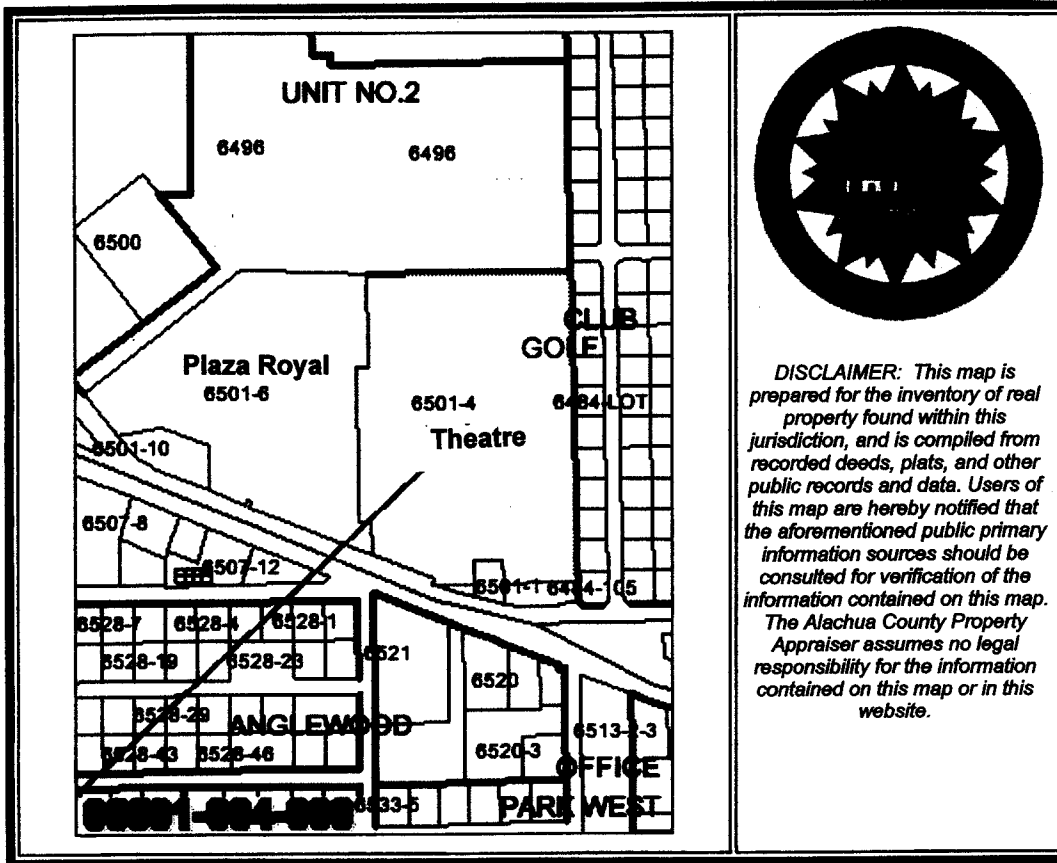 UNIT NO.2
6496
6496
6500
CLUB
GOLF
Plaza Royal
6501-6
6501-4
6484-LOT
Theatre
6501-10
6507-8
6507-12
6501-1
6484-105
6528-7
6528-4
6528-1
6528-19
6528-23
6521
6520
6528-29
ANGLEWOOD
6513-2-3
6528-43
6528-46
6520-3
OFFICE
6533-5
PARK WEST
DISCLAIMER: This map is
prepared for the inventory of real
property found within this
jurisdiction, and is compiled from
recorded deeds, plats, and other
public records and data. Users of
this map are hereby notified that
the aforementioned public primary
information sources should be
consulted for verification of the
information contained on this map.
The Alachua County Property
Appraiser assumes no legal
responsibility for the information
contained on this map or in this
website.